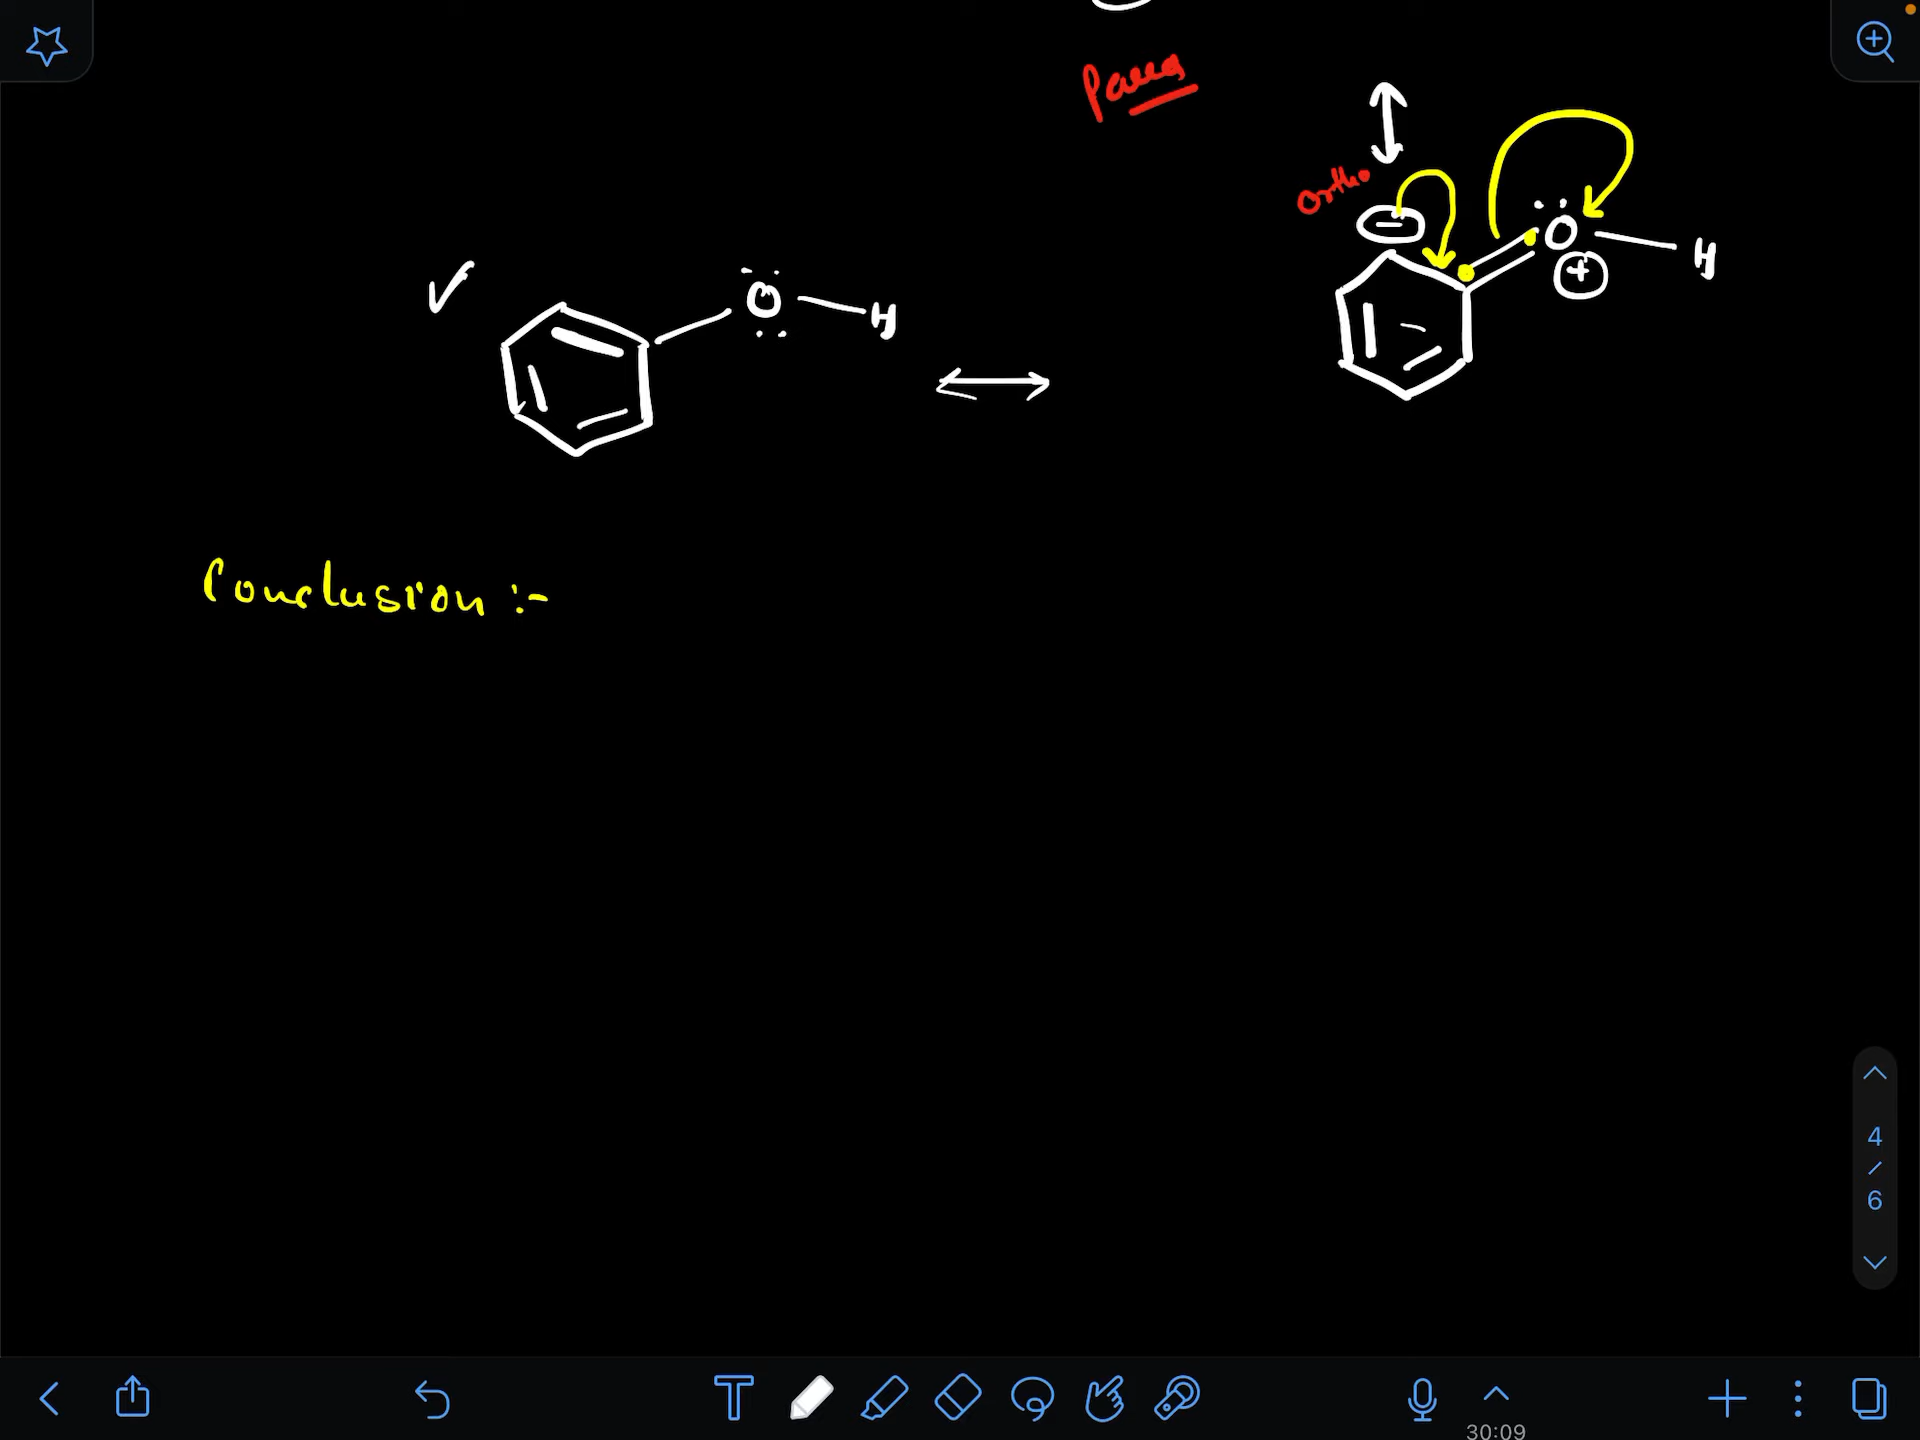 Para
Ortho
−
:O – H
+
O – H
Conclusion :-
4
/
6
T
30:09